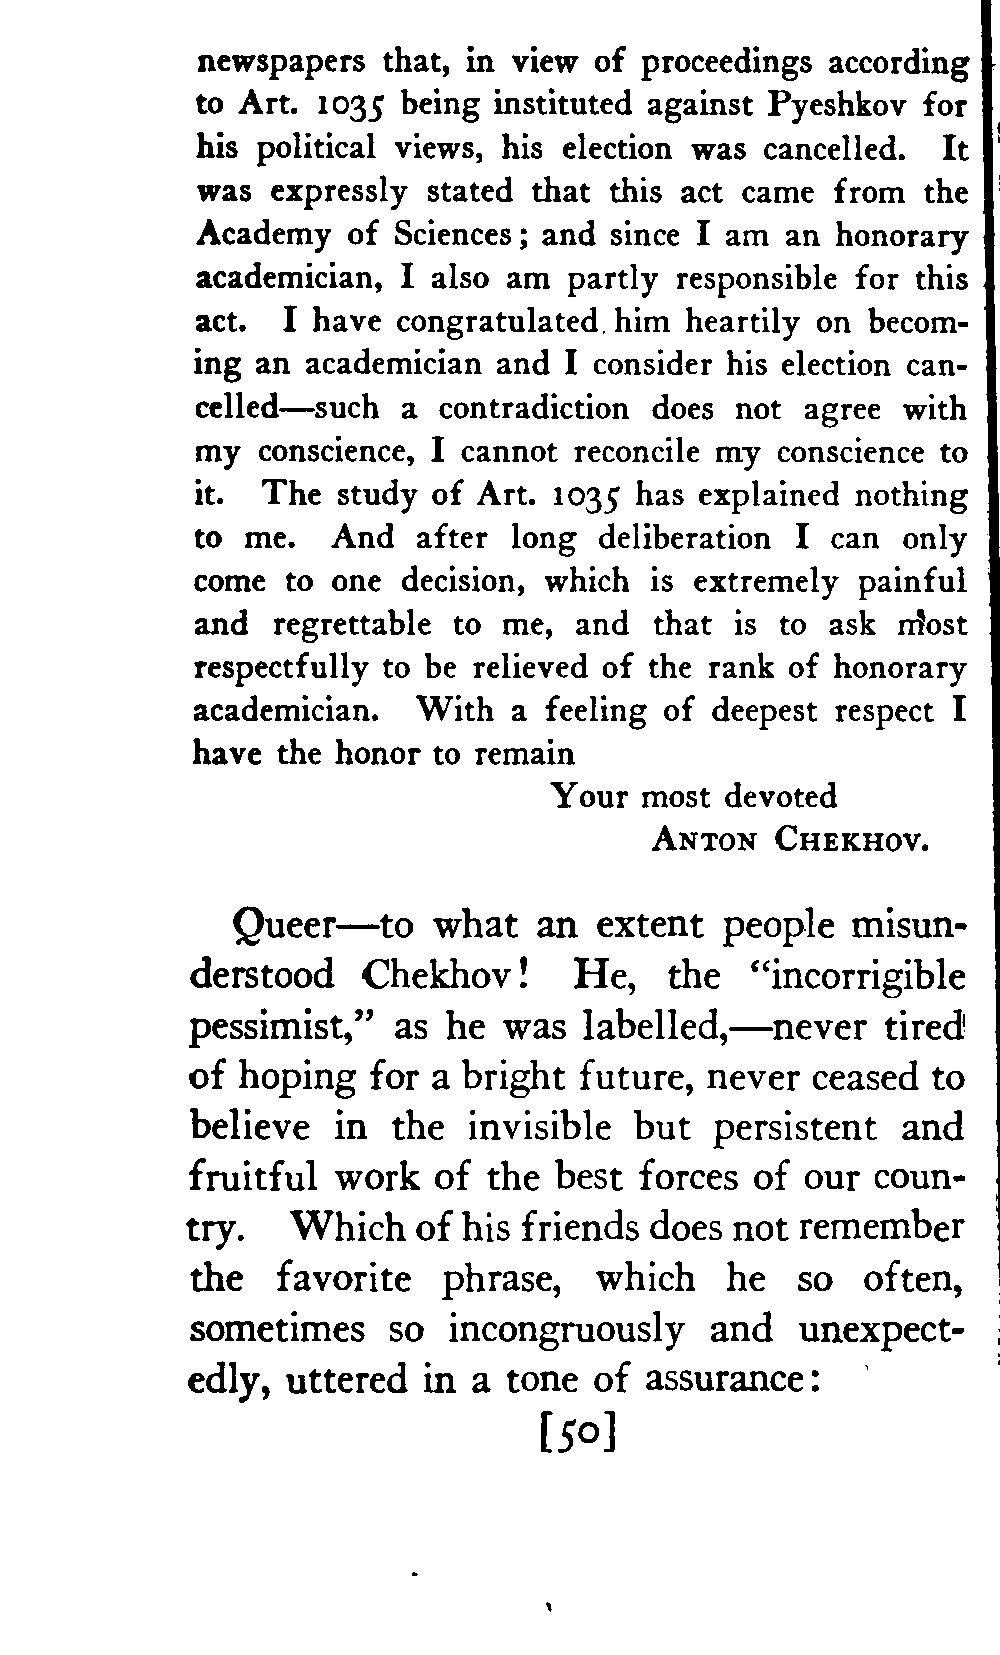 newspapers that, in view of proceedings according
to Art. 1035 being instituted against Pyeshkov for
his political views, his election was cancelled. It
was expressly stated that this act came from the
Academy of Sciences; and since I am an honorary
academician, I also am partly responsible for this
act. I have congratulated him heartily on becom-
ing an academician and I consider his election can-
celled—such a contradiction does not agree with
my conscience, I cannot reconcile my conscience to
it. The study of Art. 1035 has explained nothing
to me. And after long deliberation I can only
come to one decision, which is extremely painful
and regrettable to me, and that is to ask most
respectfully to be relieved of the rank of honorary
academician. With a feeling of deepest respect I
have the honor to remain
Your most devoted
ANTON CHEKHOV.
Queer—to what an extent people misun-
derstood Chekhov! He, the “incorrigible
pessimist,” as he was labelled,—never tired
of hoping for a bright future, never ceased to
believe in the invisible but persistent and
fruitful work of the best forces of our coun-
try. Which of his friends does not remember
the favorite phrase, which he so often,
sometimes so incongruously and unexpect-
edly, uttered in a tone of assurance:
[50]